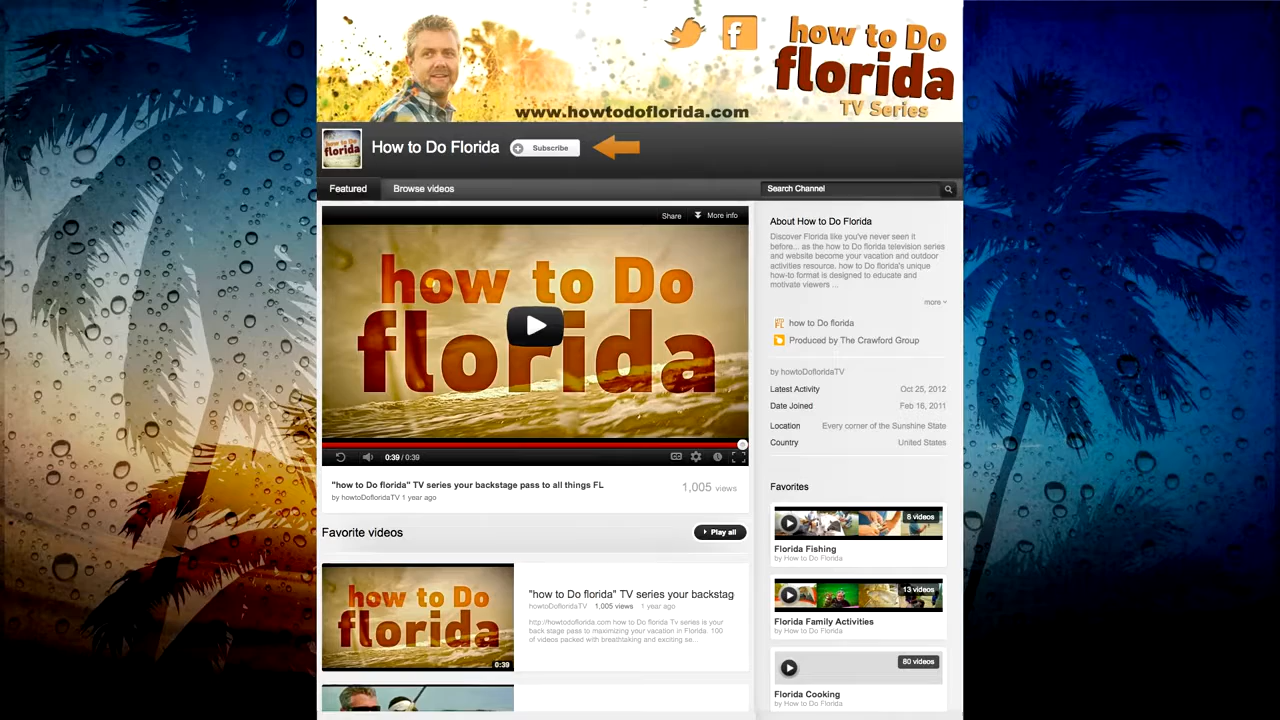 how to Do
florida
TV Series
www.howtodoflorida.com
how to Do
florida
How to Do Florida
Subscribe
Featured
Browse videos
Search Channel
Share
More info
how to Do
florida
0:39 / 0:39
"how to Do florida" TV series your backstage pass to all things FL
by howtoDofloridaTV 1 year ago
1,005 views
Favorite videos
Play all
how to Do
florida
0:39
"how to Do florida" TV series your backstag
howtoDofloridaTV 1,005 views 1 year ago
http://howtodoflorida.com how to Do florida Tv series is your
back stage pass to maximizing your vacation in Florida. 100
of videos packed with breathtaking and exciting se...
About How to Do Florida
Discover Florida like you've never seen it
before... as the how to Do florida television series
and website become your vacation and outdoor
activities resource. how to Do florida's unique
how-to format is designed to educate and
motivate viewers ...
more
how to Do florida
Produced by The Crawford Group
by howtoDofloridaTV
Latest Activity Oct 25, 2012
Date Joined Feb 16, 2011
Location Every corner of the Sunshine State
Country United States
Favorites
6 videos
Florida Fishing
by How to Do Florida
13 videos
Florida Family Activities
by How to Do Florida
80 videos
Florida Cooking
by How to Do Florida